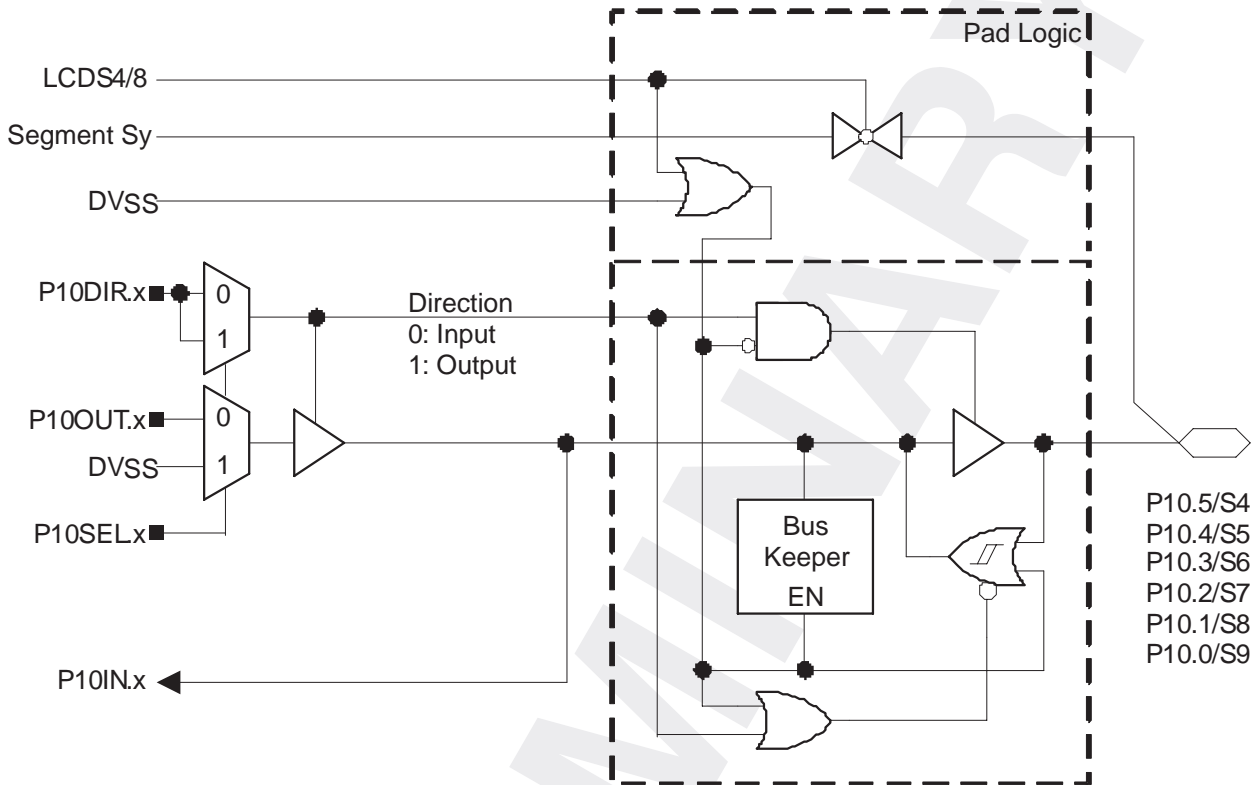 Pad Logic
LCDS4/8
Segment Sy
DVSS
P10DIR.x
0
1
Direction
0: Input
1: Output
P10OUT.x
0
DVSS
1
P10SEL.x
Bus
Keeper
EN
P10.5/S4
P10.4/S5
P10.3/S6
P10.2/S7
P10.1/S8
P10.0/S9
P10IN.x
MINARY